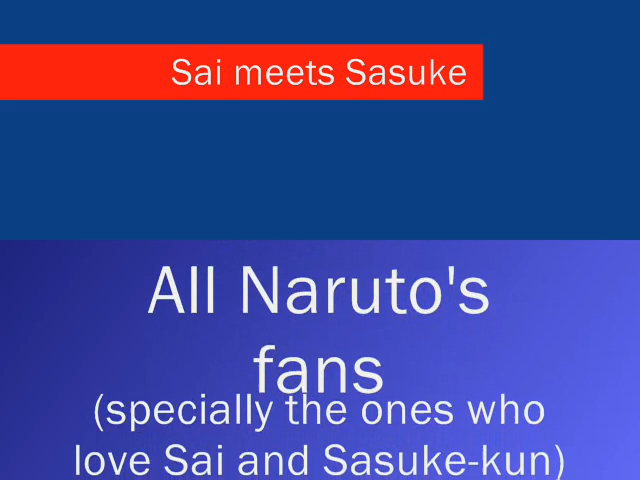 Sai meets Sasuke
All Naruto's
fans
(specially the ones who
love Sai and Sasuke-kun)